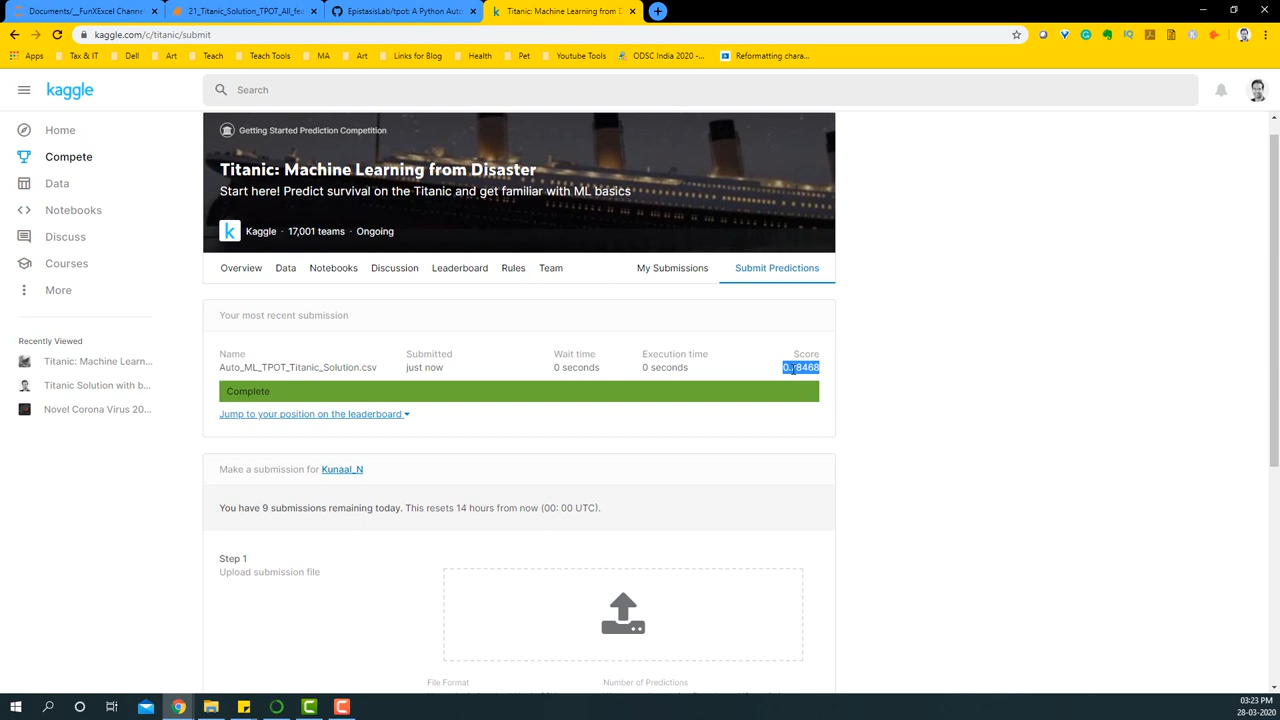 Documents/__FunXExcel Channel
21_Titanic_Solution_TPOT_All_fea
EpistasisLab/tpot: A Python Auto
Titanic: Machine Learning from D
kaggle.com/c/titanic/submit
Apps
Tax & IT
Dell
Art
Teach
Teach Tools
MA
Art
Links for Blog
Health
Pet
Youtube Tools
ODSC India 2020 -...
Reformatting chara...
kaggle
Search
Home
Compete
Data
Notebooks
Discuss
Courses
More
Recently Viewed
Titanic: Machine Learn...
Titanic Solution with b...
Novel Corona Virus 20...
Getting Started Prediction Competition
Titanic: Machine Learning from Disaster
Start here! Predict survival on the Titanic and get familiar with ML basics
k Kaggle · 17,001 teams · Ongoing
Overview Data Notebooks Discussion Leaderboard Rules Team My Submissions Submit Predictions
Your most recent submission
Name Submitted Wait time Execution time Score
Auto_ML_TPOT_Titanic_Solution.csv just now 0 seconds 0 seconds 0.78468
Complete
Jump to your position on the leaderboard
Make a submission for Kunaal_N
You have 9 submissions remaining today. This resets 14 hours from now (00: 00 UTC).
Step 1
Upload submission file
File Format Number of Predictions
03:23 PM
28-03-2020